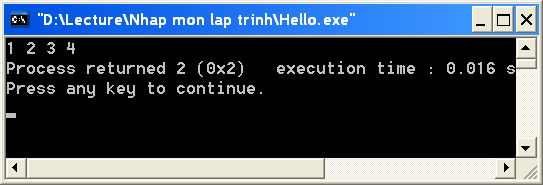 "D:\Lecture\Nhap mon lap trinh\Hello.exe"
1 2 3 4
Process returned 2 (0x2)   execution time : 0.016 s
Press any key to continue.